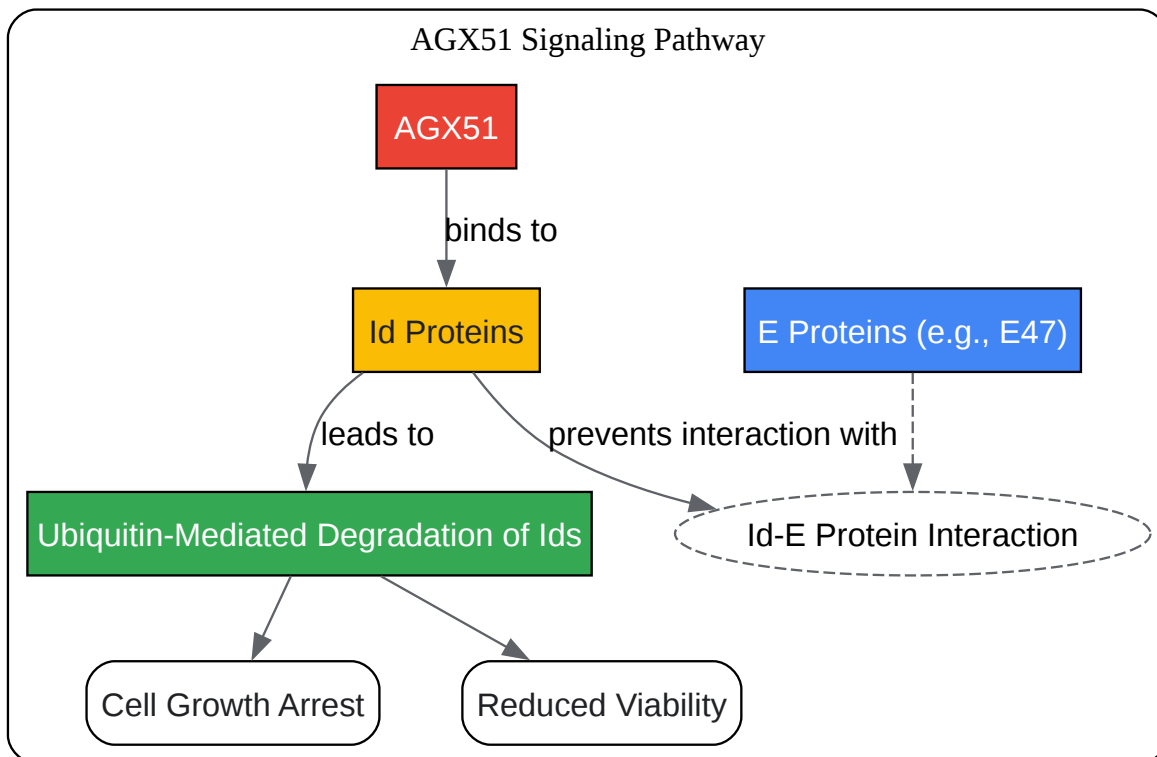 AGX51 Signaling Pathway
AGX51
binds to
Id Proteins
E Proteins (e.g., E47)
leads to
prevents interaction with
Ubiquitin-Mediated Degradation of Ids
Id-E Protein Interaction
Cell Growth Arrest
Reduced Viability